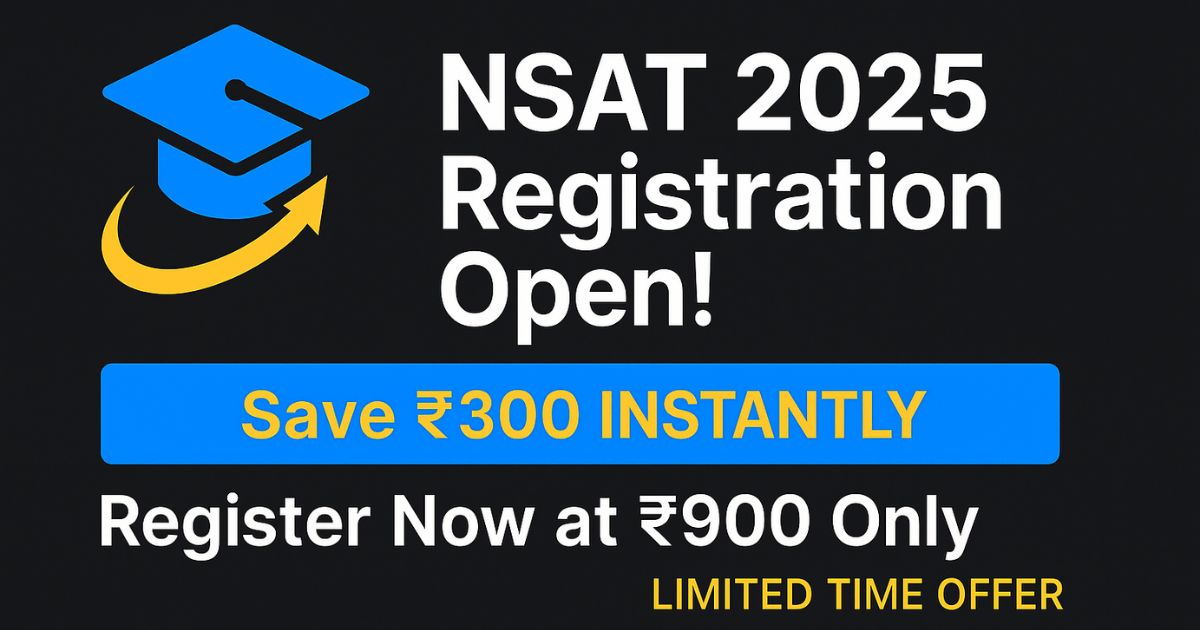 NSAT 2025
Registration
Open!
Save ₹300 INSTANTLY
Register Now at ₹900 Only
LIMITED TIME OFFER